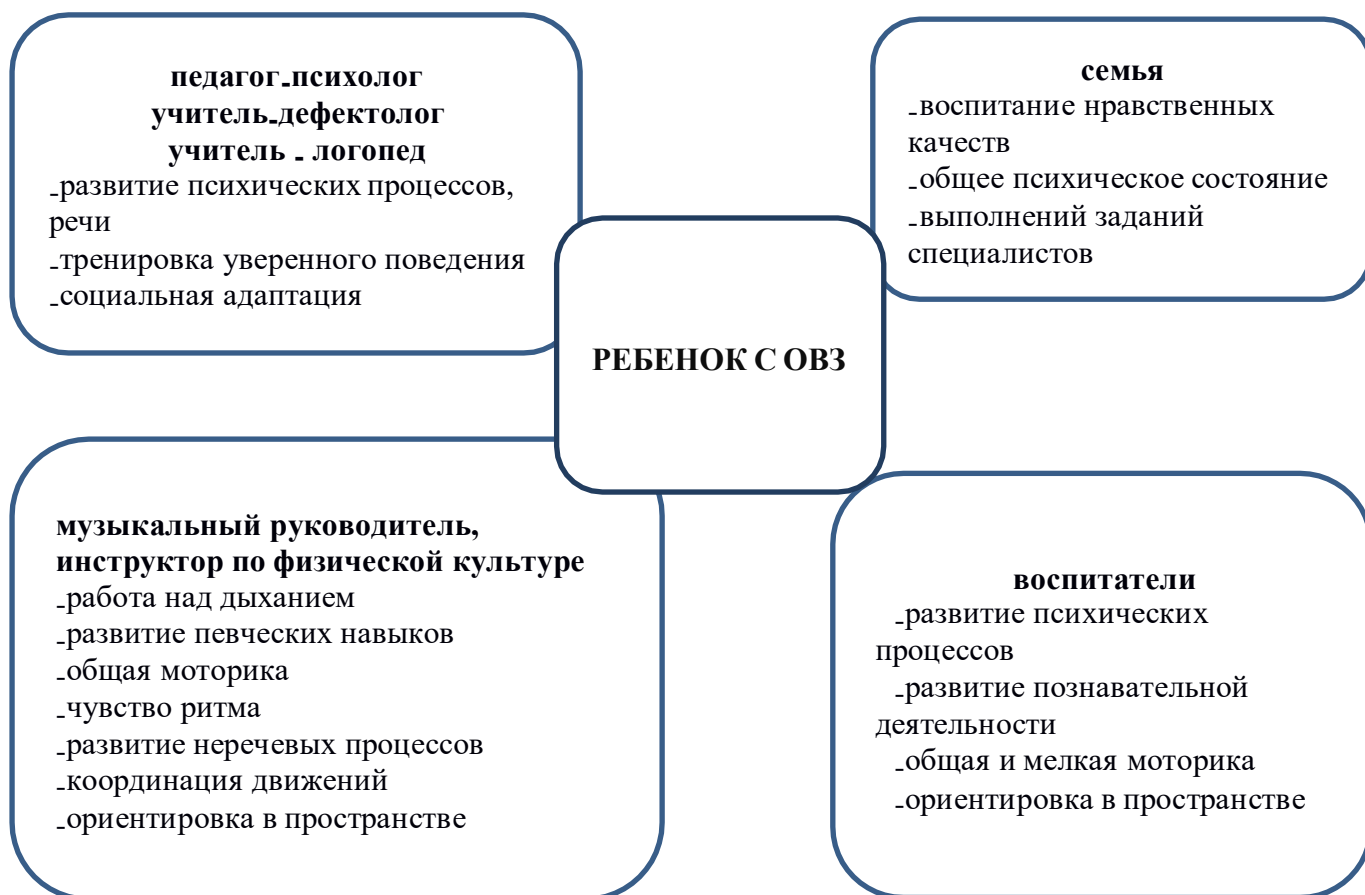 педагог-психолог
учитель-дефектолог
учитель - логопед
-развитие психических процессов,
речи
-тренировка уверенного поведения
-социальная адаптация
семья
-воспитание нравственных
качеств
-общее психическое состояние
-выполнений заданий
специалистов
РЕБЕНОК С ОВЗ
музыкальный руководитель,
инструктор по физической культуре
-работа над дыханием
-развитие певческих навыков
-общая моторика
-чувство ритма
-развитие неречевых процессов
-координация движений
-ориентировка в пространстве
воспитатели
-развитие психических
процессов
-развитие познавательной
деятельности
-общая и мелкая моторика
-ориентировка в пространстве